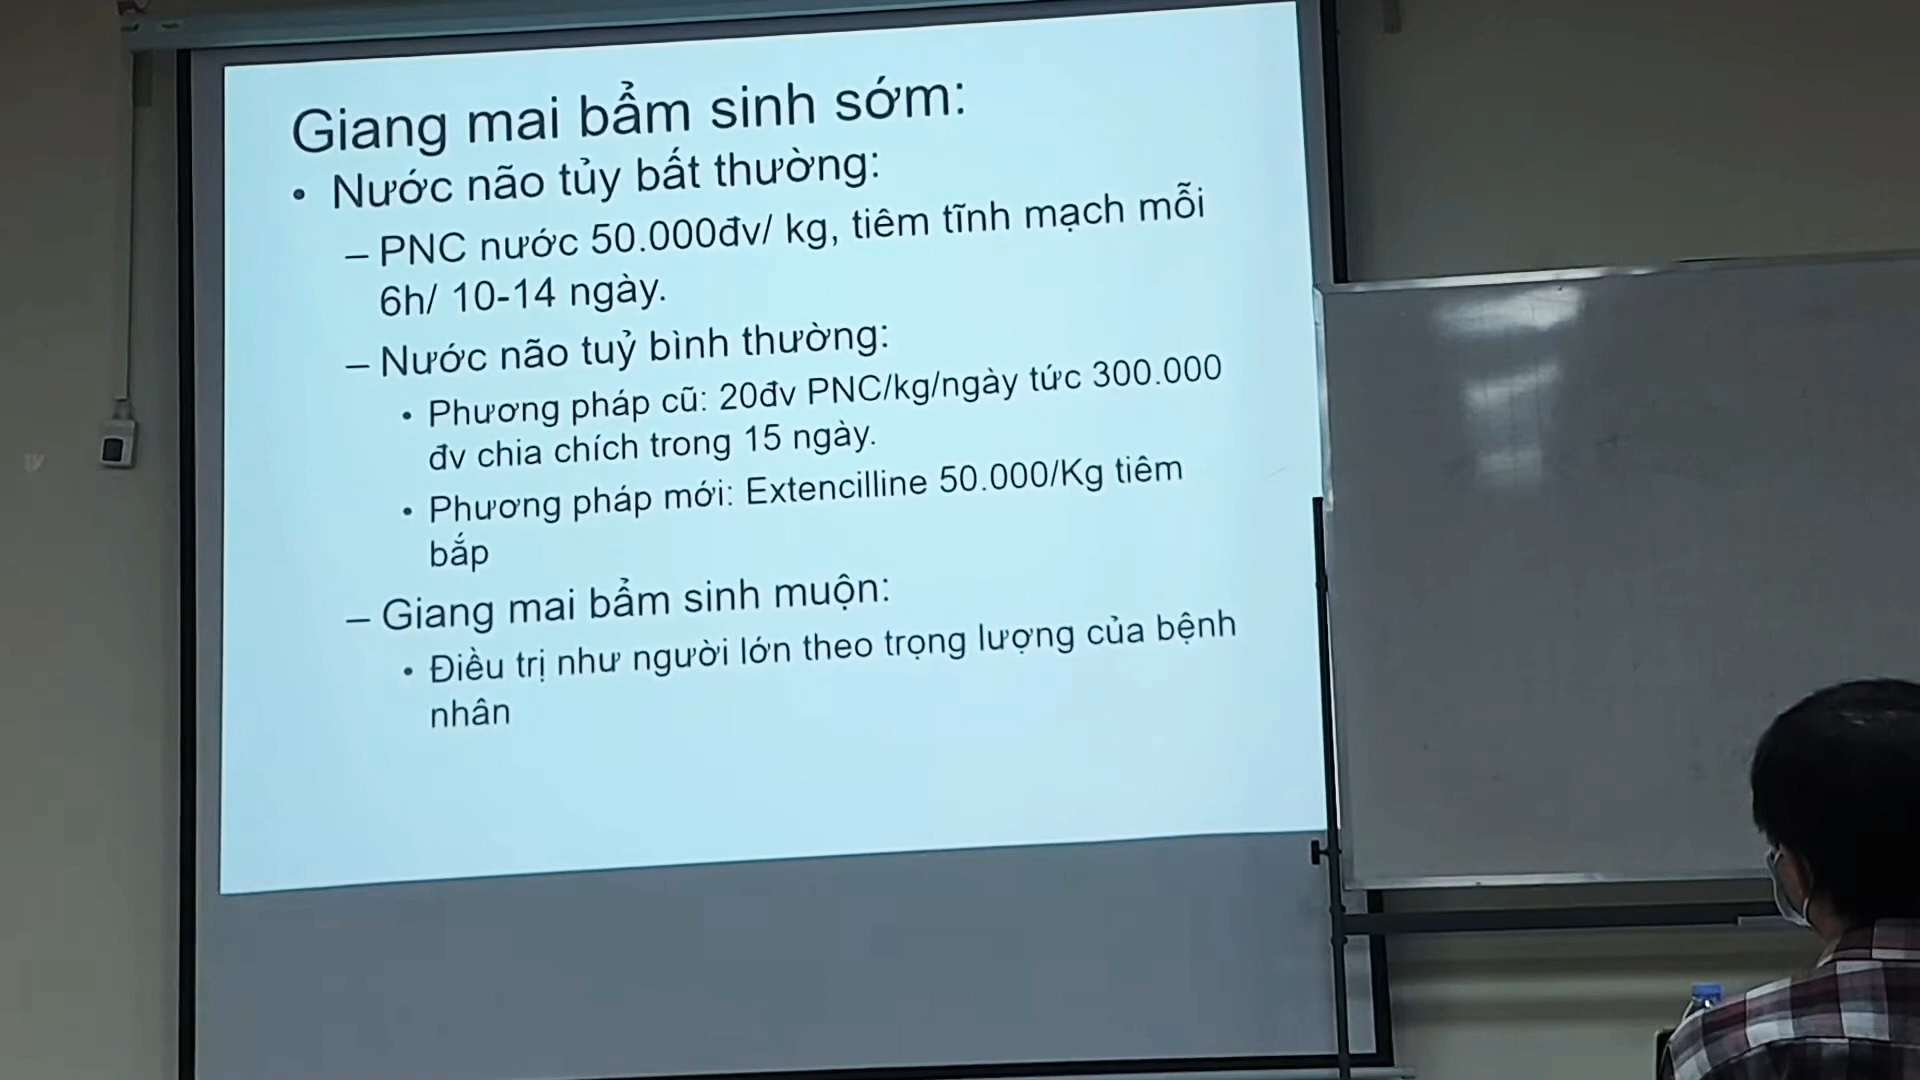 Giang mai bẩm sinh sớm:
• Nước não tủy bất thường:
– PNC nước 50.000đv/ kg, tiêm tĩnh mạch mỗi
6h/ 10-14 ngày.
– Nước não tuỷ bình thường:
• Phương pháp cũ: 20đv PNC/kg/ngày tức 300.000
đv chia chích trong 15 ngày.
• Phương pháp mới: Extencilline 50.000/Kg tiêm
bắp
– Giang mai bẩm sinh muộn:
• Điều trị như người lớn theo trọng lượng của bệnh
nhân